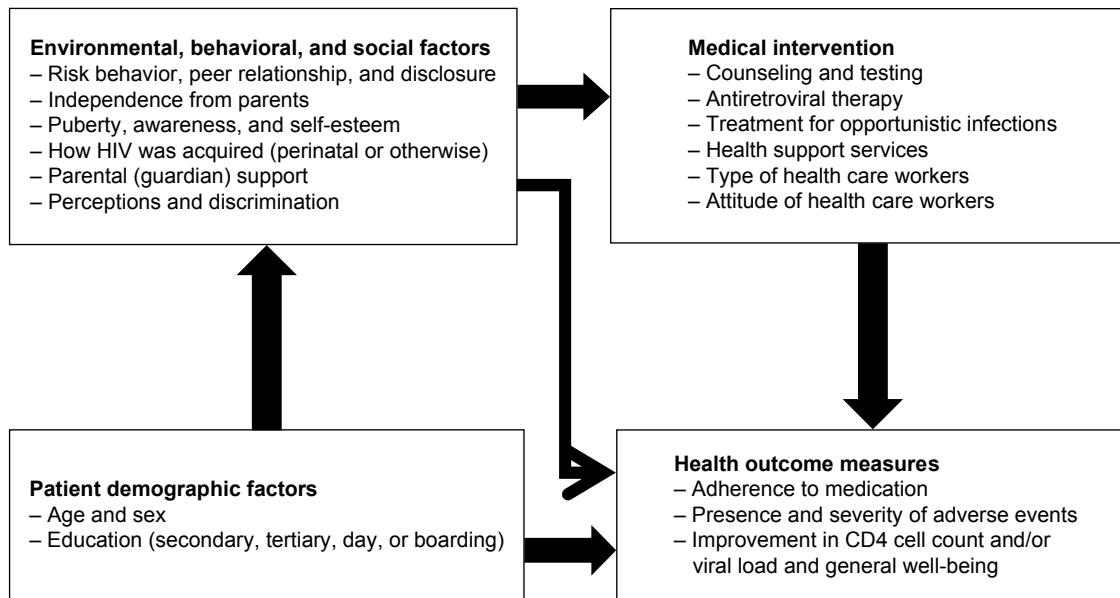 Environmental, behavioral, and social factors
– Risk behavior, peer relationship, and disclosure
– Independence from parents
– Puberty, awareness, and self-esteem
– How HIV was acquired (perinatal or otherwise)
– Parental (guardian) support
– Perceptions and discrimination
Medical intervention
– Counseling and testing
– Antiretroviral therapy
– Treatment for opportunistic infections
– Health support services
– Type of health care workers
– Attitude of health care workers
Patient demographic factors
– Age and sex
– Education (secondary, tertiary, day, or boarding)
Health outcome measures
– Adherence to medication
– Presence and severity of adverse events
– Improvement in CD4 cell count and/or
viral load and general well-being